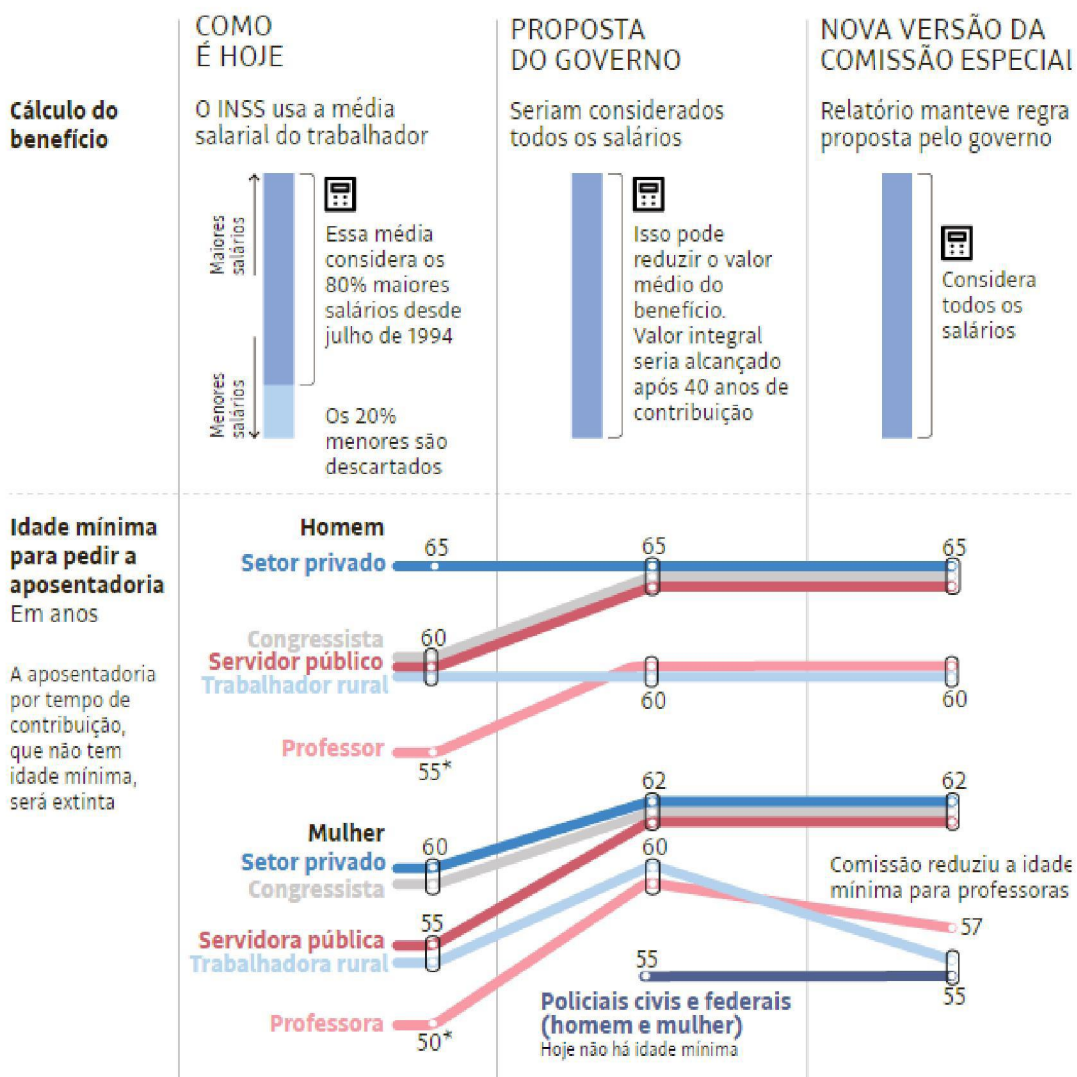 COMO
É HOJE
PROPOSTA
DO GOVERNO
NOVA VERSÃO DA
COMISSÃO ESPECIAL
Cálculo do
benefício
O INSS usa a média
salarial do trabalhador
Maiores
salários
Menores
salários
Essa média
considera os
80% maiores
salários desde
julho de 1994
Os 20%
menores são
descartados
Seriam considerados
todos os salários
Isso pode
reduzir o valor
médio do
benefício.
Valor integral
seria alcançado
após 40 anos de
contribuição
Relatório manteve regra
proposta pelo governo
Considera
todos os
salários
Idade mínima
para pedir a
aposentadoria
Em anos
A aposentadoria
por tempo de
contribuição,
que não tem
idade mínima,
será extinta
Homem
Setor privado
65
65
65
Congressista
60
Servidor público
Trabalhador rural
60
60
Professor
55*
Mulher
62
62
Setor privado
60
Congressista
60
Servidora pública
55
Trabalhadora rural
Professora
50*
Comissão reduziu a idade
mínima para professoras
57
55
55
Policiais civis e federais
(homem e mulher)
Hoje não há idade mínima